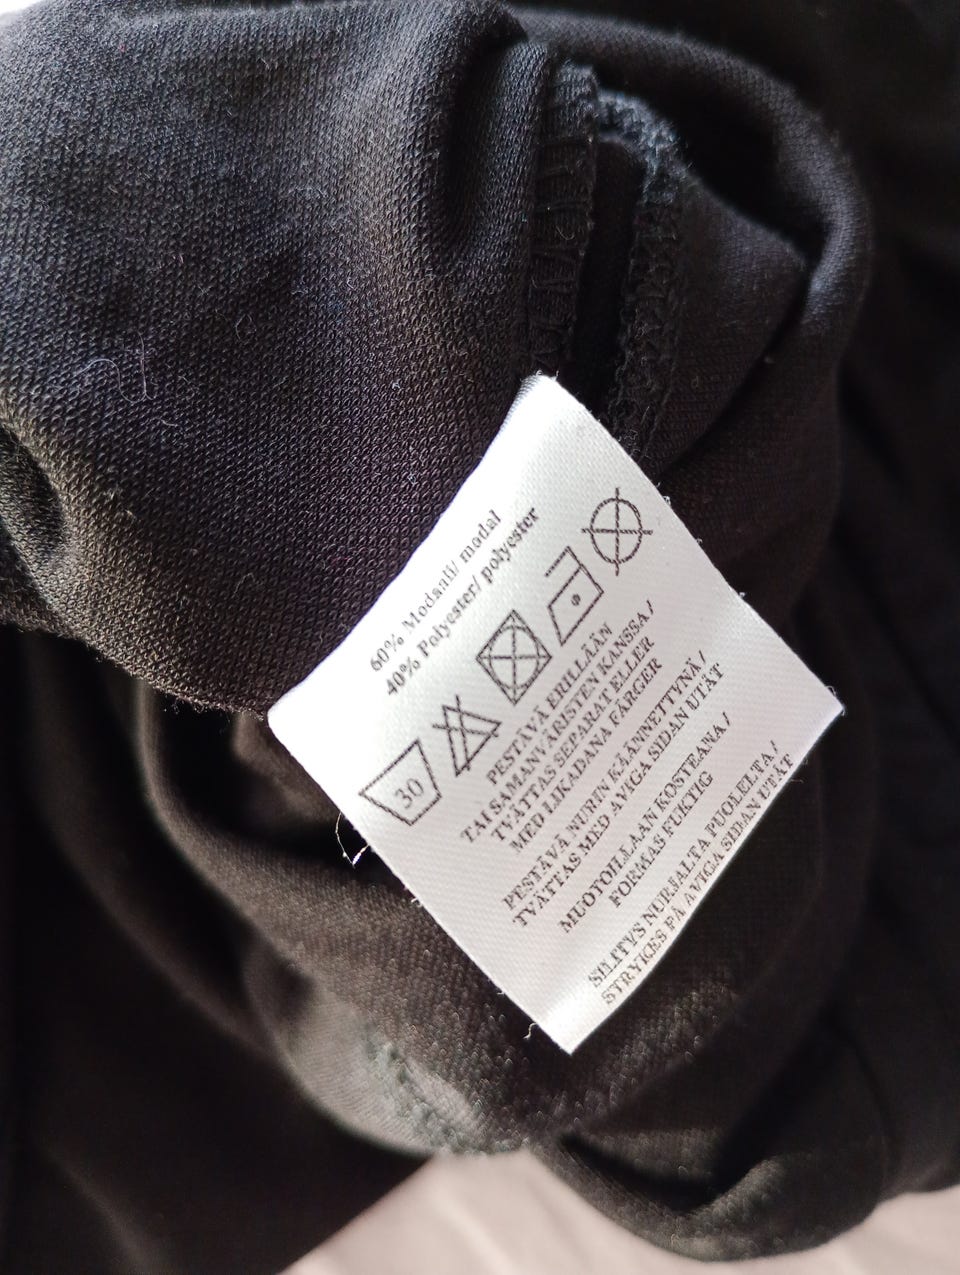 60% Modaali/ modal
40% Polyester/ polyester
30
PESTÄVÄ ERILLÄÄN
TAI SAMANVÄRISTEN KANSSA/
TVÄTTAS SEPARAT ELLER
MED LIKADANA FÄRGER
PESTÄVÄ NURIN KÄÄNNETTYNÄ/
TVÄTTAS MED AVIGA SIDAN UTÅT
MUOTOILLAAN KOSTEANA/
FORMAS FUKTIG
SILITYS NURJALTA PUOLELTA/
STRYKES PÅ AVIGA SIDAN UTÅT